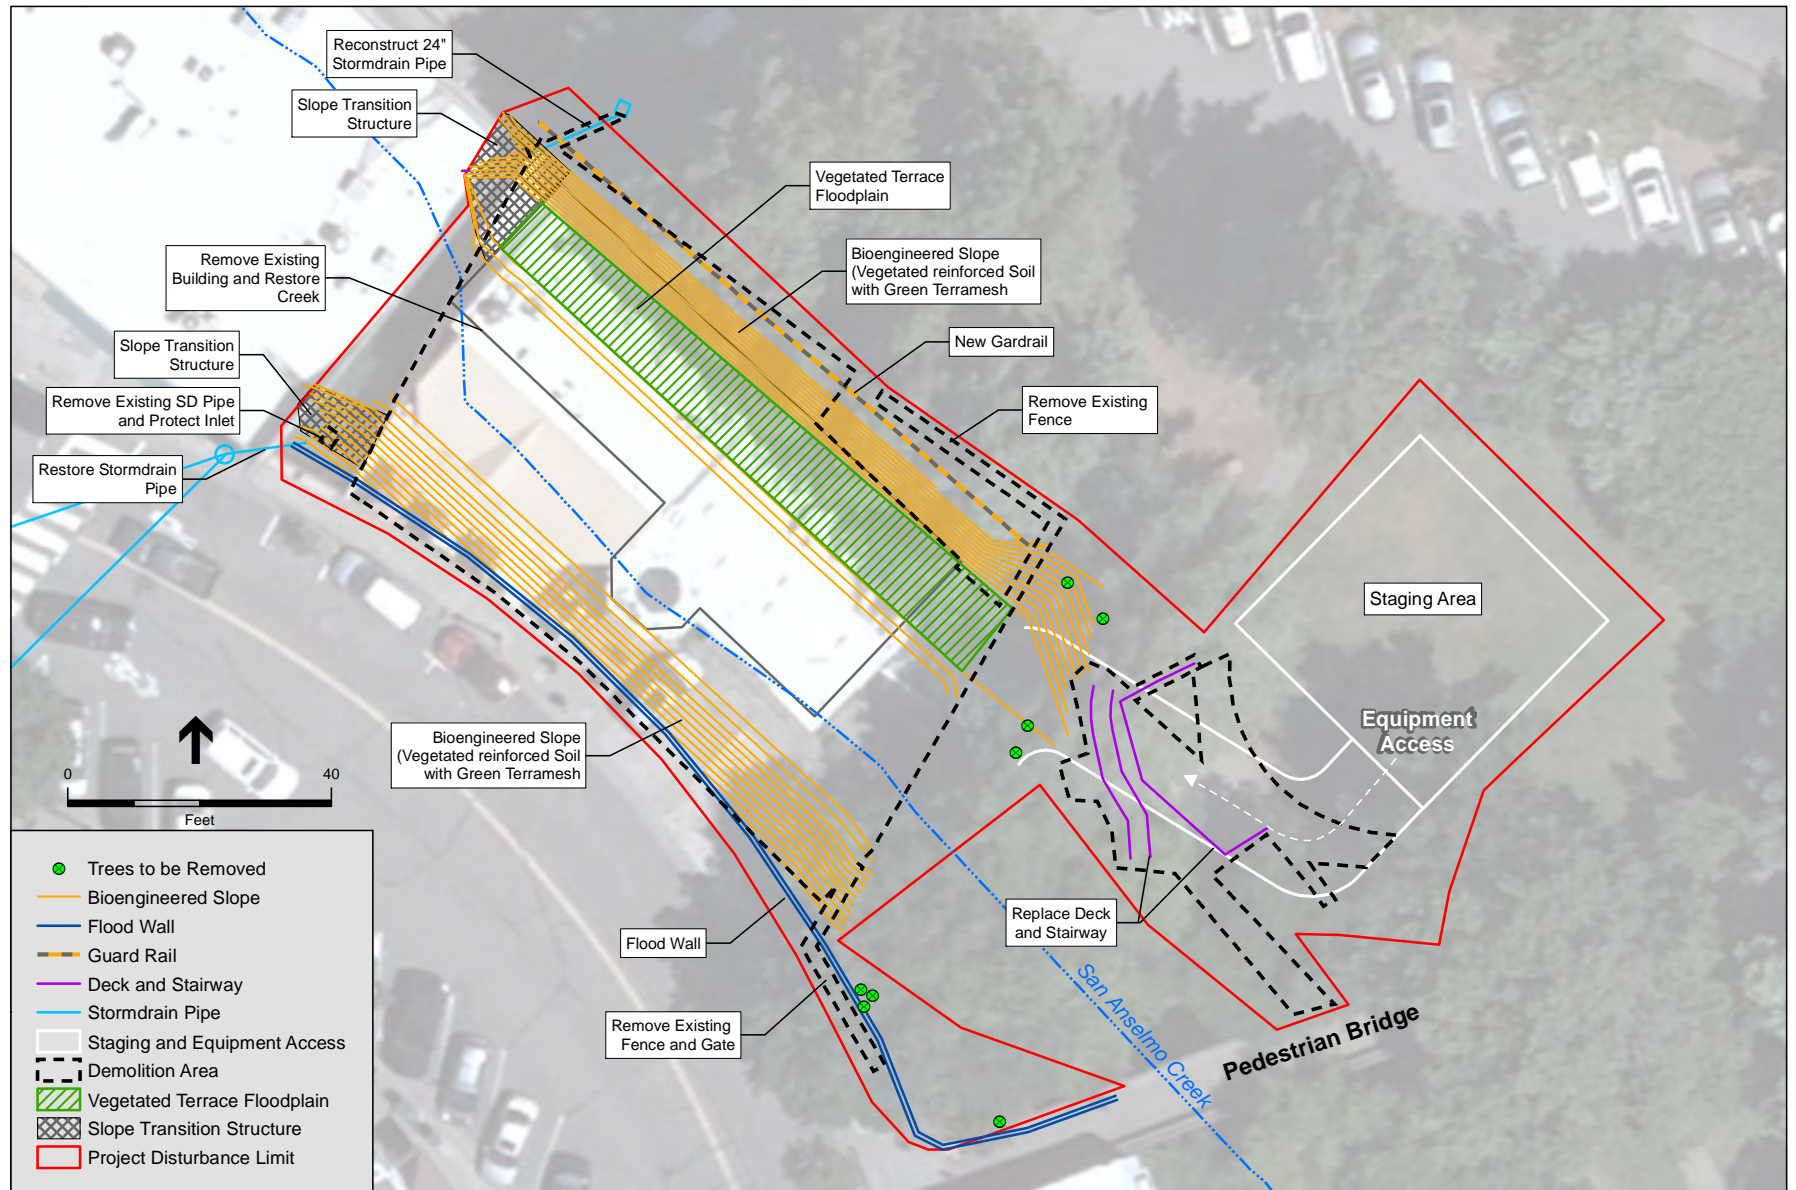 Reconstruct 24"
Stormdrain Pipe
Slope Transition
Structure
Vegetated Terrace
Floodplain
Remove Existing
Building and Restore
Creek
Bioengineered Slope
(Vegetated reinforced Soil
with Green Terramesh
Slope Transition
Structure
New Gardrail
Remove Existing SD Pipe
and Protect Inlet
Remove Existing
Fence
Restore Stormdrain
Pipe
Staging Area
Equipment
Access
Bioengineered Slope
(Vegetated reinforced Soil
with Green Terramesh
0
40
Feet
Replace Deck
and Stairway
Flood Wall
Remove Existing
Fence and Gate
San Anselmo Creek
Pedestrian Bridge
Trees to be Removed
Bioengineered Slope
Flood Wall
Guard Rail
Deck and Stairway
Stormdrain Pipe
Staging and Equipment Access
Demolition Area
Vegetated Terrace Floodplain
Slope Transition Structure
Project Disturbance Limit